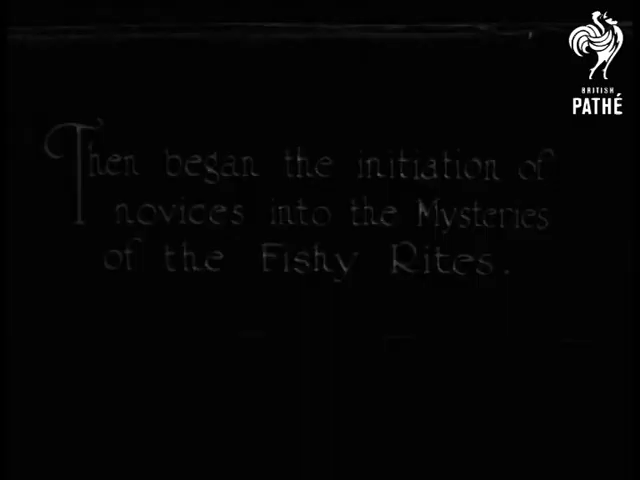 BRITISH
PATHÉ
Then began the initiation of
novices into the Mysteries
of the Fishy Rites.